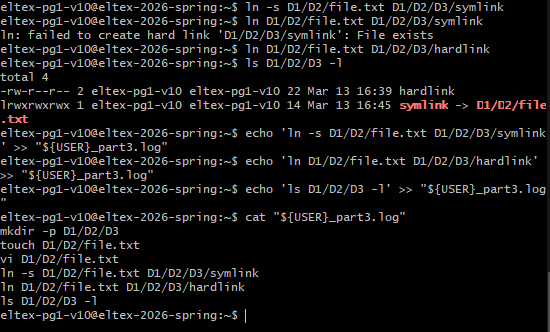 eltex-pg1-v10@eltex-2026-spring:~$ ln -s D1/D2/file.txt D1/D2/D3/symlink
eltex-pg1-v10@eltex-2026-spring:~$ ln D1/D2/file.txt D1/D2/D3/symlink
ln: failed to create hard link 'D1/D2/D3/symlink': File exists
eltex-pg1-v10@eltex-2026-spring:~$ ln D1/D2/file.txt D1/D2/D3/hardlink
eltex-pg1-v10@eltex-2026-spring:~$ ls D1/D2/D3 -l
total 4
-rw-r--r-- 2 eltex-pg1-v10 eltex-pg1-v10 22 Mar 13 16:39 hardlink
lrwxrwxrwx 1 eltex-pg1-v10 eltex-pg1-v10 14 Mar 13 16:45 symlink -> D1/D2/file
.txt
eltex-pg1-v10@eltex-2026-spring:~$ echo 'ln -s D1/D2/file.txt D1/D2/D3/symlink
' >> "${USER}_part3.log"
eltex-pg1-v10@eltex-2026-spring:~$ echo 'ln D1/D2/file.txt D1/D2/D3/hardlink'
>> "${USER}_part3.log"
eltex-pg1-v10@eltex-2026-spring:~$ echo 'ls D1/D2/D3 -l' >> "${USER}_part3.log
"
eltex-pg1-v10@eltex-2026-spring:~$ cat "${USER}_part3.log"
mkdir -p D1/D2/D3
touch D1/D2/file.txt
vi D1/D2/file.txt
ln -s D1/D2/file.txt D1/D2/D3/symlink
ln D1/D2/file.txt D1/D2/D3/hardlink
ls D1/D2/D3 -l
eltex-pg1-v10@eltex-2026-spring:~$